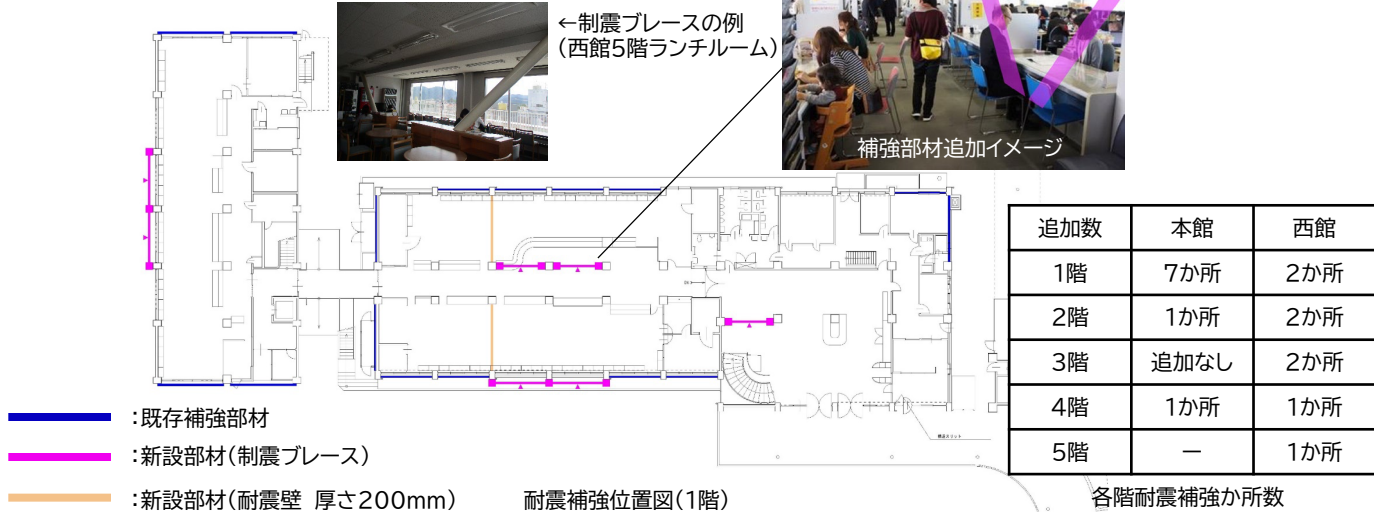 ←制震ブレースの例
（西館5階ランチルーム）
補強部材追加イメージ
追加数 本館 西館
1階 7か所 2か所
2階 1か所 2か所
3階 追加なし 2か所
4階 1か所 1か所
5階 － 1か所
各階耐震補強か所数
：既存補強部材
：新設部材（制震ブレース）
：新設部材（耐震壁 厚さ200mm）
耐震補強位置図（1階）